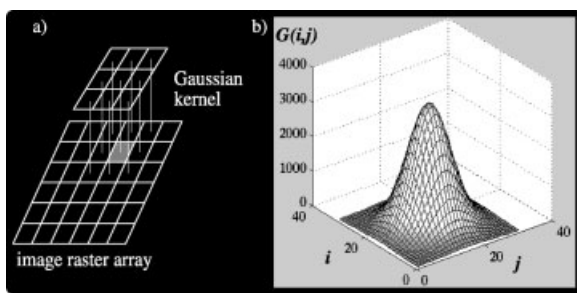 a)
Gaussian
kernel
image raster array
b)
G(i,j)
4000
3000
2000
1000
0
40
20
0
i
0
20
40
j